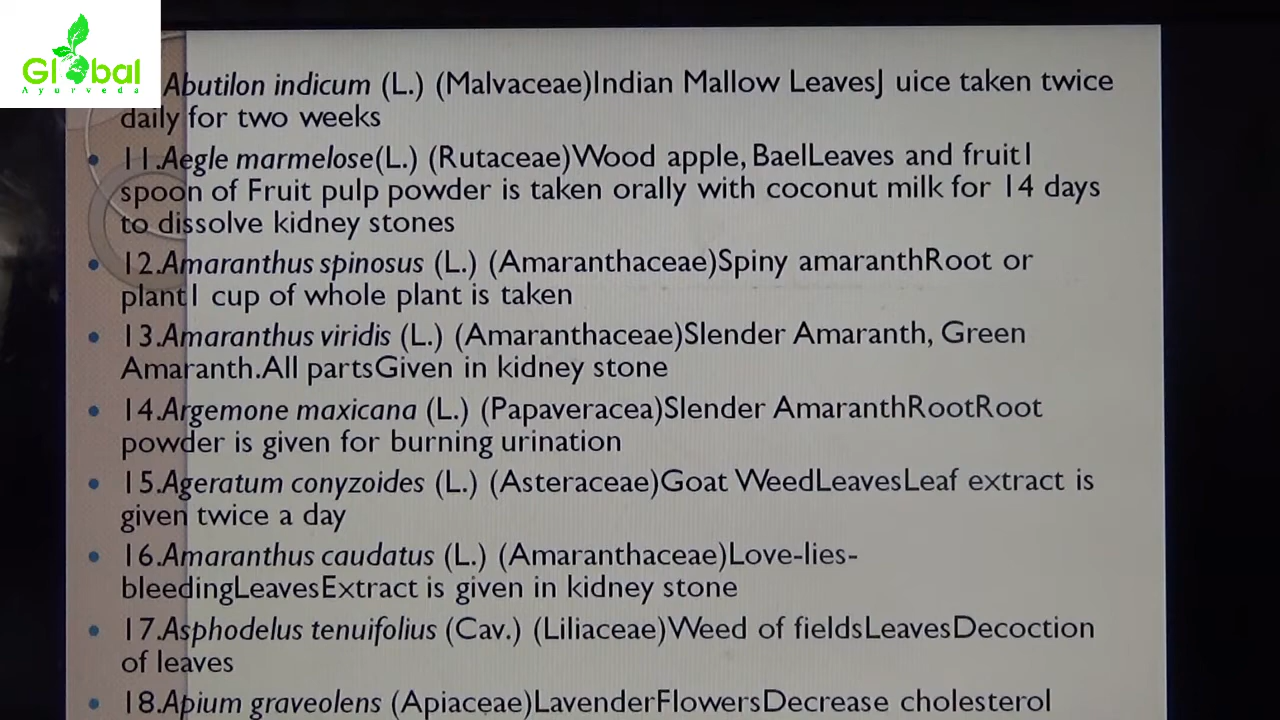 Global
Ayurveda
Abutilon indicum (L.) (Malvaceae)Indian Mallow LeavesJ uice taken twice
daily for two weeks
11.Aegle marmelose(L.) (Rutaceae)Wood apple, BaelLeaves and fruit1
spoon of Fruit pulp powder is taken orally with coconut milk for 14 days
to dissolve kidney stones
12.Amaranthus spinosus (L.) (Amaranthaceae)Spiny amaranthRoot or
plant1 cup of whole plant is taken
13.Amaranthus viridis (L.) (Amaranthaceae)Slender Amaranth, Green
Amaranth.All partsGiven in kidney stone
14.Argemone maxicana (L.) (Papaveracea)Slender AmaranthRootRoot
powder is given for burning urination
15.Ageratum conyzoides (L.) (Asteraceae)Goat WeedLeavesLeaf extract is
given twice a day
16.Amaranthus caudatus (L.) (Amaranthaceae)Love-lies-
bleedingLeavesExtract is given in kidney stone
17.Asphodelus tenuifolius (Cav.) (Liliaceae)Weed of fieldsLeavesDecoction
of leaves
18.Apium graveolens (Apiaceae)LavenderFlowersDecrease cholesterol